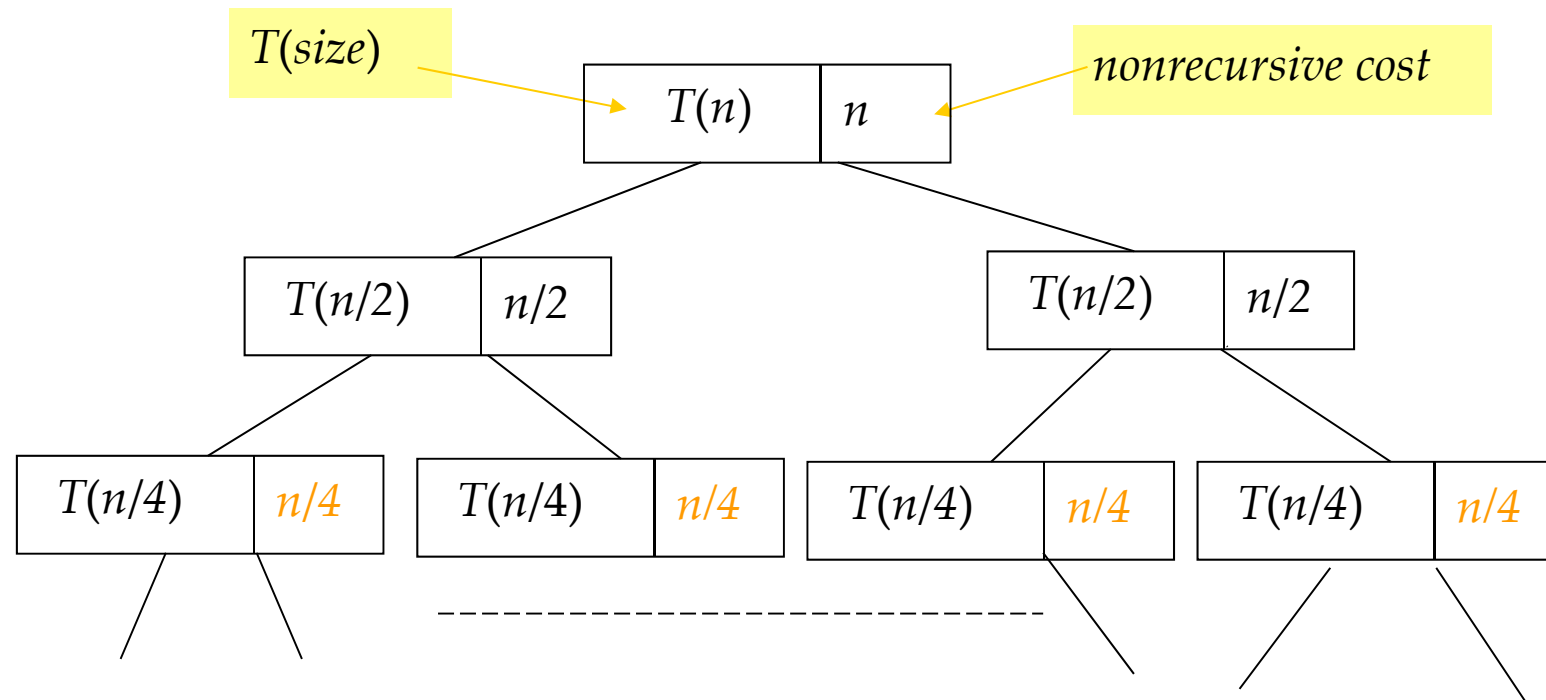 T(size)
nonrecursive cost
T(n) n
T(n/2) n/2
T(n/2) n/2
T(n/4) n/4
T(n/4) n/4
T(n/4) n/4
T(n/4) n/4